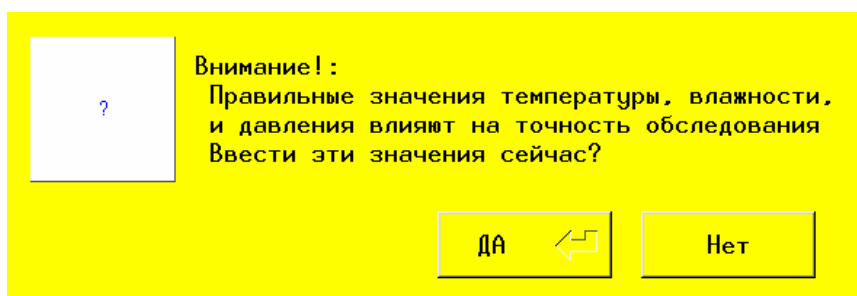 ?
Внимание!:
Правильные значения температуры, влажности,
и давления влияют на точность обследования
Ввести эти значения сейчас?
ДА
Нет